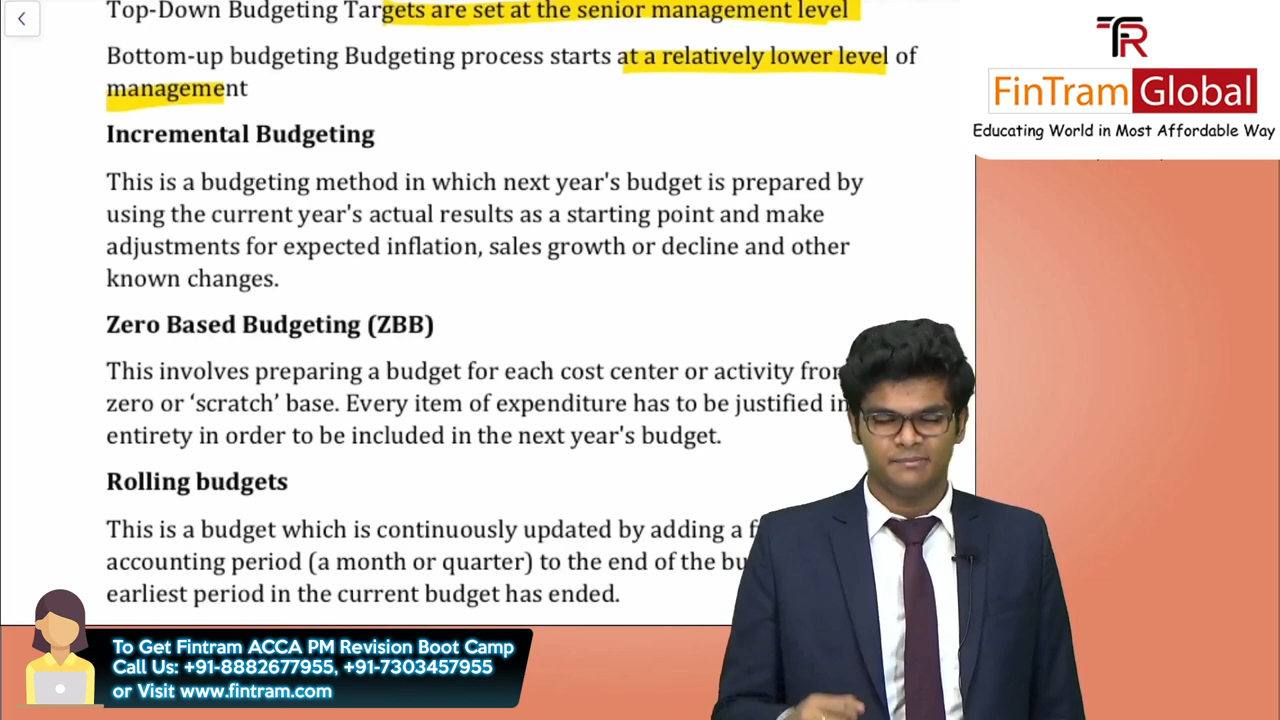 Top-Down Budgeting Targets are set at the senior management level
Bottom-up budgeting Budgeting process starts at a relatively lower level of
management
Incremental Budgeting
This is a budgeting method in which next year's budget is prepared by
using the current year's actual results as a starting point and make
adjustments for expected inflation, sales growth or decline and other
known changes.
Zero Based Budgeting (ZBB)
This involves preparing a budget for each cost center or activity
zero or ‘scratch’ base. Every item of expenditure has to be justified in
entirety in order to be included in the next year's budget.
Rolling budgets
This is a budget which is continuously updated by adding a
accounting period (a month or quarter) to the end of the
earliest period in the current budget has ended.
FinTram Global
Educating World in Most Affordable Way
To Get Fintram ACCA PM Revision Boot Camp
Call Us: +91-8882677955, +91-7303457955
or Visit www.fintram.com